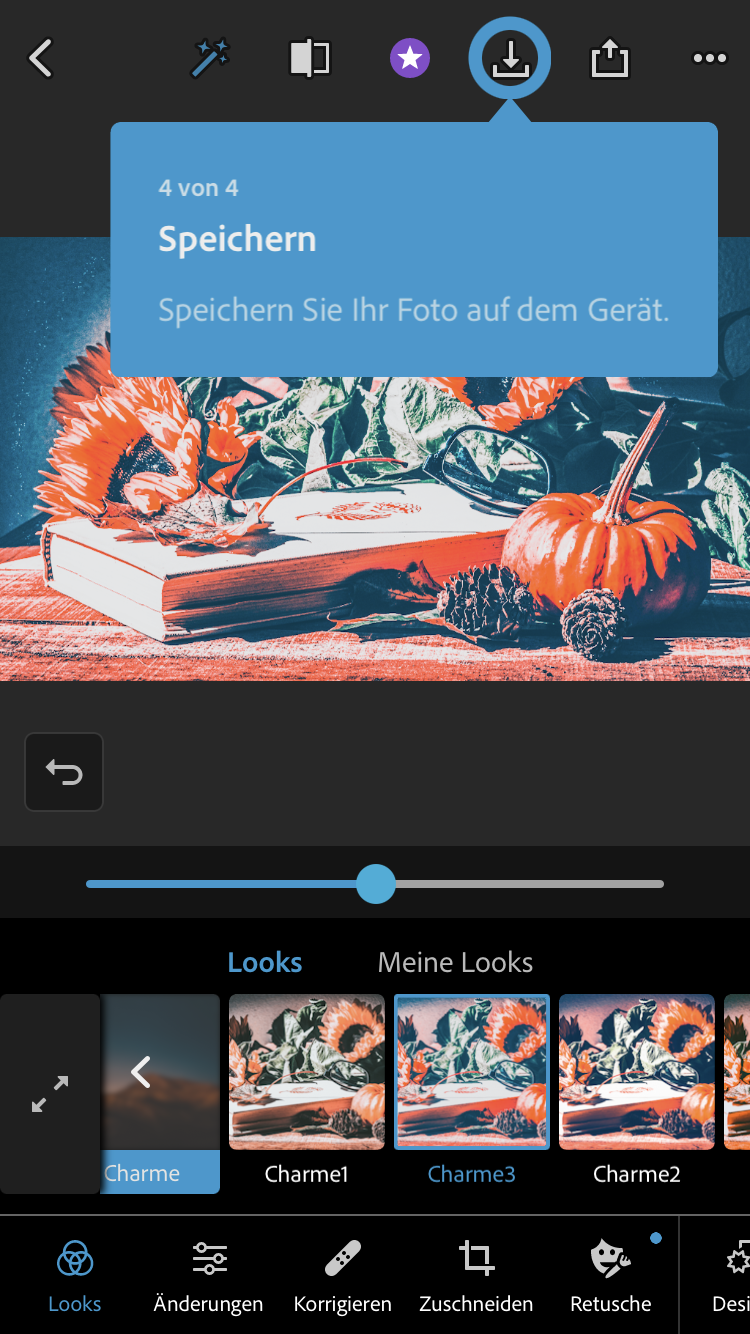 4 von 4
Speichern
Speichern Sie Ihr Foto auf dem Gerät.
Looks
Meine Looks
Charme
Charme1
Charme3
Charme2
Looks
Änderungen
Korrigieren
Zuschneiden
Retusche
Desi